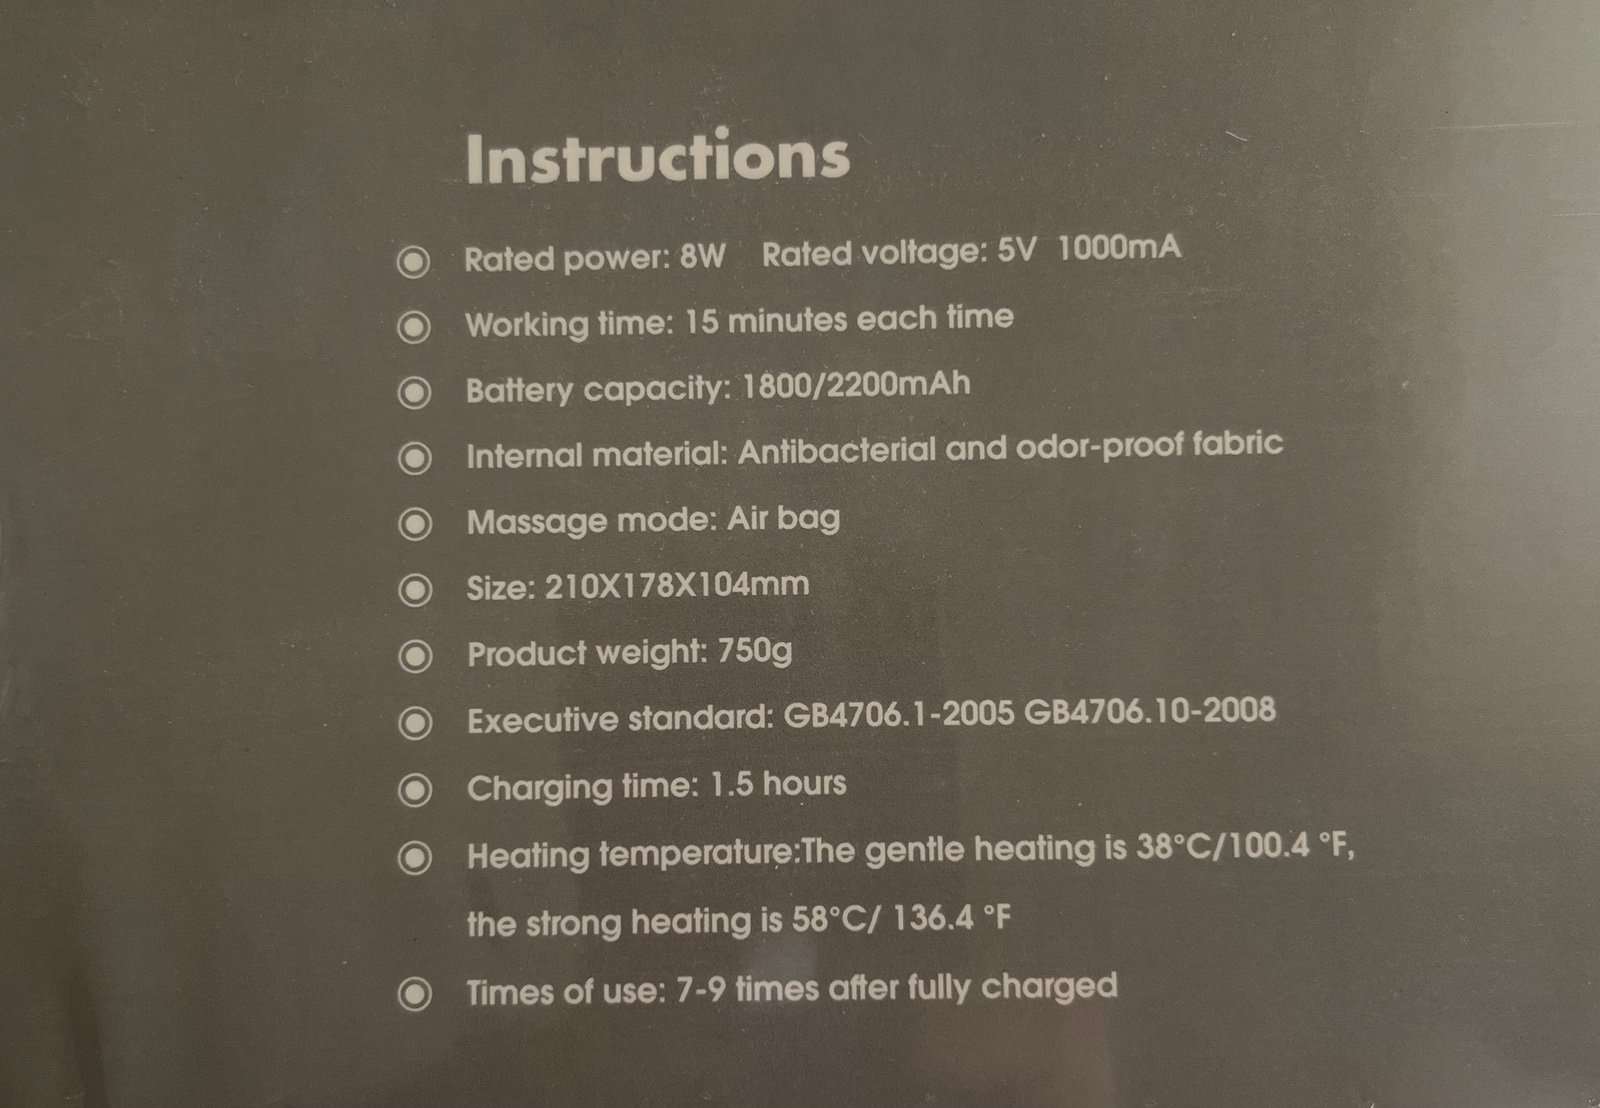 Instructions
Rated power: 8W Rated voltage: 5V 1000mA
Working time: 15 minutes each time
Battery capacity: 1800/2200mAh
Internal material: Antibacterial and odor-proof fabric
Massage mode: Air bag
Size: 210X178X104mm
Product weight: 750g
Executive standard: GB4706.1-2005 GB4706.10-2008
Charging time: 1.5 hours
Heating temperature:The gentle heating is 38°C/100.4 °F,
the strong heating is 58°C/ 136.4 °F
Times of use: 7-9 times after fully charged